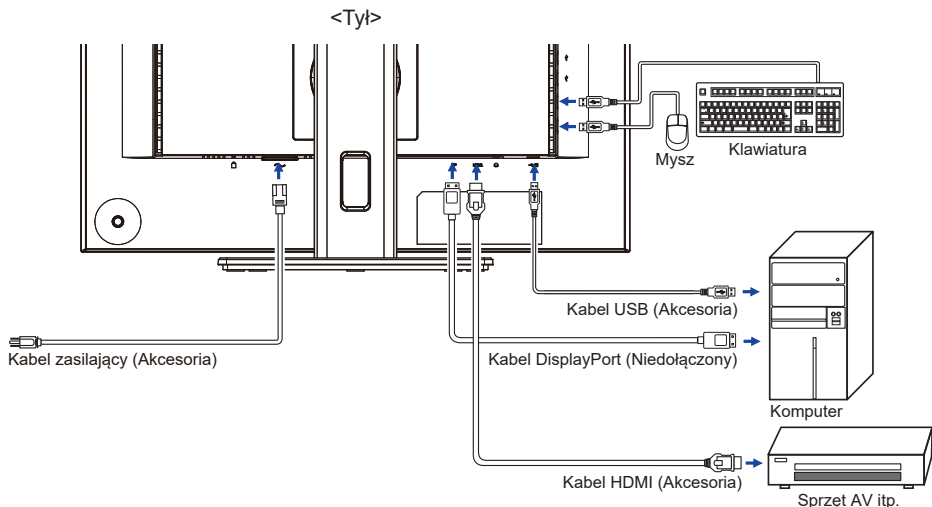 <Tył>
Mysz
Klawiatura
Kabel USB (Akcesoria)
Kabel zasilający (Akcesoria)
Kabel DisplayPort (Niedołączony)
Komputer
Kabel HDMI (Akcesoria)
Sprzęt AV itp.